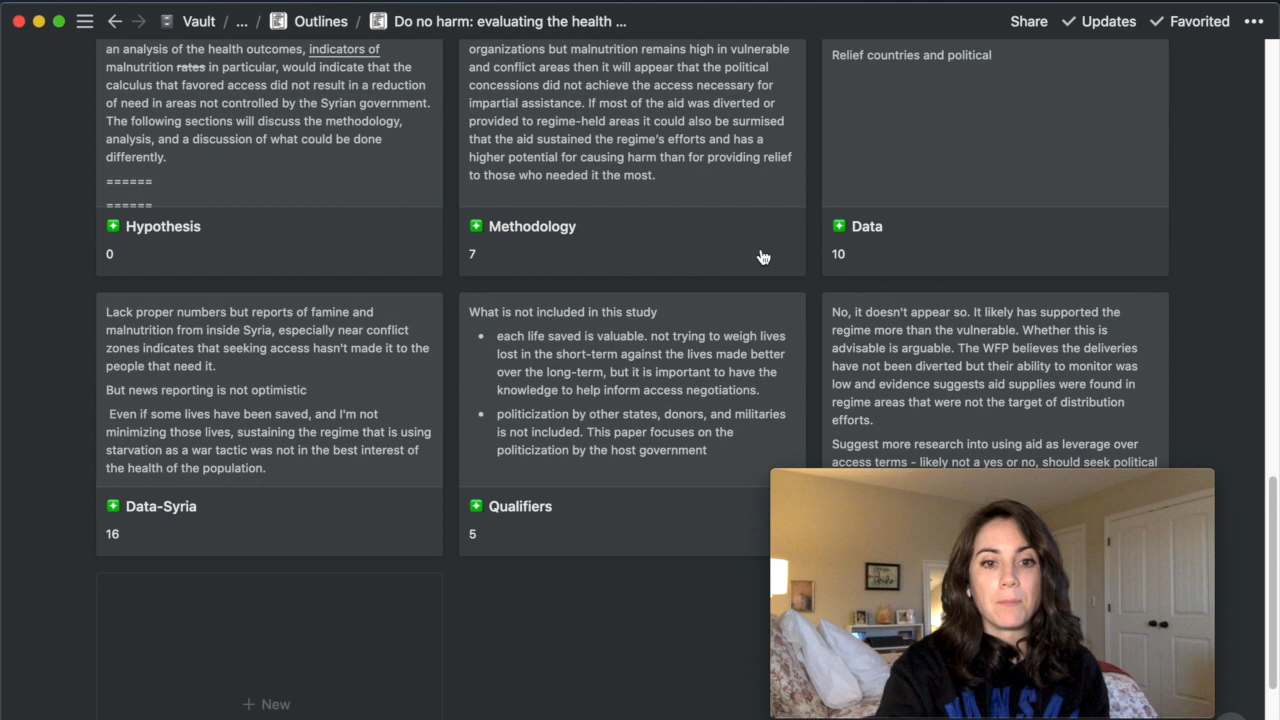 Vault / ... / Outlines / Do no harm: evaluating the health ...
Share Updates Favorited •••
an analysis of the health outcomes, indicators of
malnutrition rates in particular, would indicate that the
calculus that favored access did not result in a reduction
of need in areas not controlled by the Syrian government.
The following sections will discuss the methodology,
analysis, and a discussion of what could be done
differently.
======
======
Hypothesis
0
organizations but malnutrition remains high in vulnerable
and conflict areas then it will appear that the political
concessions did not achieve the access necessary for
impartial assistance. If most of the aid was diverted or
provided to regime-held areas it could also be surmised
that the aid sustained the regime's efforts and has a
higher potential for causing harm than for providing relief
to those who needed it the most.
Methodology
7
Relief countries and political
Data
10
Lack proper numbers but reports of famine and
malnutrition from inside Syria, especially near conflict
zones indicates that seeking access hasn't made it to the
people that need it.
But news reporting is not optimistic
Even if some lives have been saved, and I'm not
minimizing those lives, sustaining the regime that is using
starvation as a war tactic was not in the best interest of
the health of the population.
Data-Syria
16
What is not included in this study
• each life saved is valuable. not trying to weigh lives
lost in the short-term against the lives made better
over the long-term, but it is important to have the
knowledge to help inform access negotiations.
• politicization by other states, donors, and militaries
is not included. This paper focuses on the
politicization by the host government
Qualifiers
5
No, it doesn't appear so. It likely has supported the
regime more than the vulnerable. Whether this is
advisable is arguable. The WFP believes the deliveries
have not been diverted but their ability to monitor was
low and evidence suggests aid supplies were found in
regime areas that were not the target of distribution
efforts.
Suggest more research into using aid as leverage over
access terms - likely not a yes or no, should seek political
+ New
KANSA